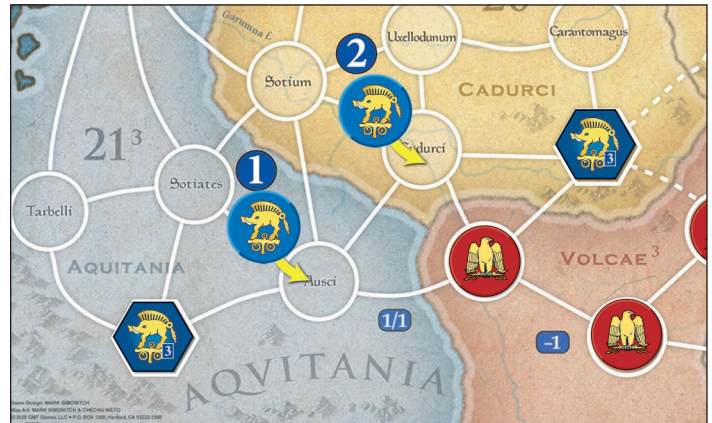 20
Garumna f.
Uxellodunum
Carantomagus
2
Sotium
CADURCI
21³
Cadurci
3
1
Sotiates
Tarbelli
VOLCAE³
AQUITANIA
Ausci
1/1
-1
3
AQVITANIA
Game Design: MARK SIMONITCH
Map Art: MARK SIMONITCH & CHECHU NIETO
©2020 GMT Games, LLC • P.O. BOX 1308, Hanford, CA 93232-1308